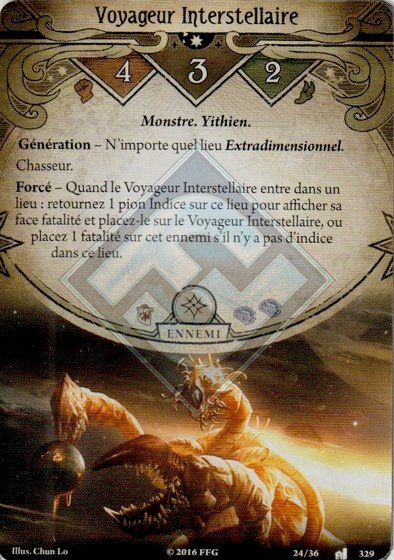 Voyageur Interstellaire
4 3 2
Monstre. Yithien.
Génération – N'importe quel lieu Extradimensionnel.
Chasseur.
Forcé – Quand le Voyageur Interstellaire entre dans un
lieu : retournez 1 pion Indice sur ce lieu pour afficher sa
face fatalité et placez-le sur le Voyageur Interstellaire, ou
placez 1 fatalité sur cet ennemi s'il n'y a pas d'indice
dans ce lieu.
ENNEMI
Illus. Chun Lo © 2016 FFG 24/36 329